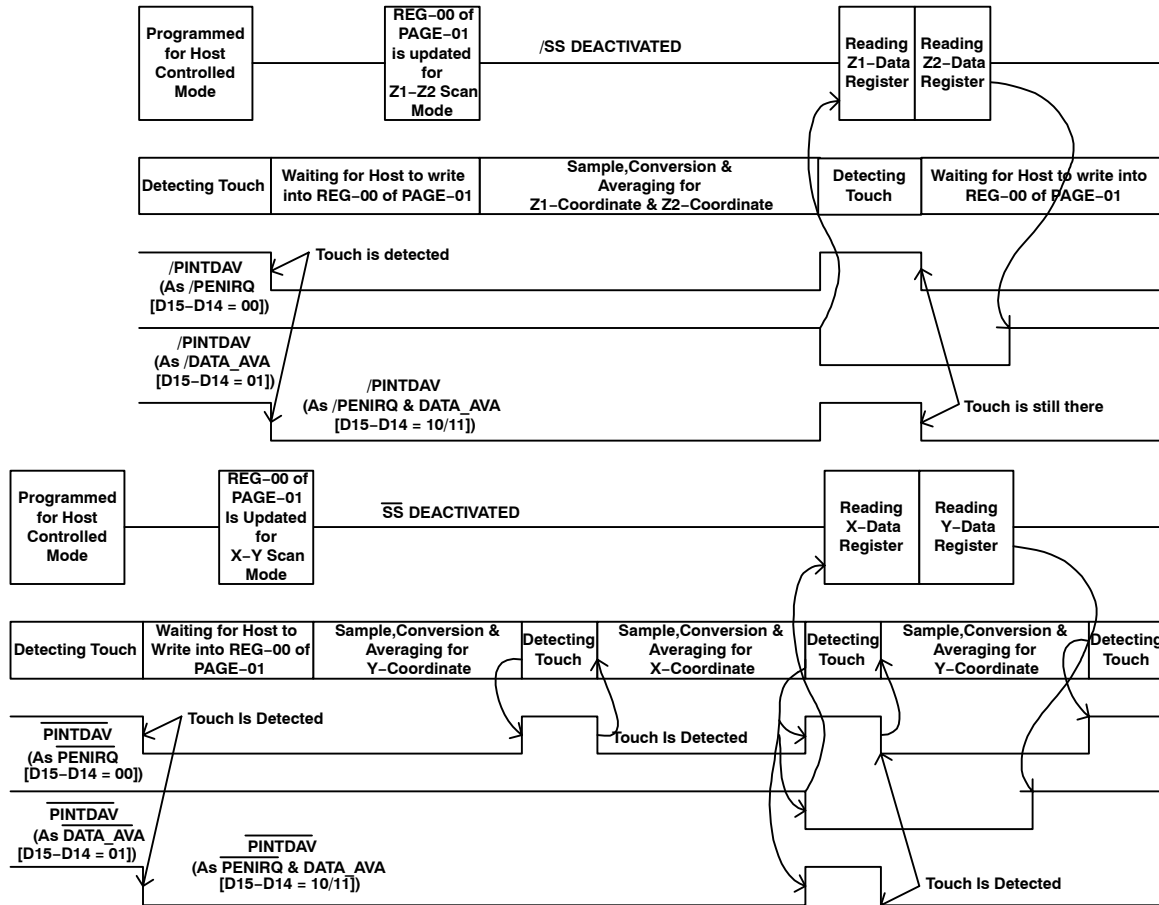 Programmed
for Host
Controlled
Mode
REG−00 of
PAGE−01
is updated
for
Z1−Z2 Scan
Mode
/SS DEACTIVATED
Reading
Z1−Data
Register
Reading
Z2−Data
Register
Detecting Touch
Waiting for Host to write
into REG−00 of PAGE−01
Sample,Conversion &
Averaging for
Z1−Coordinate & Z2−Coordinate
Detecting
Touch
Waiting for Host to write into
REG−00 of PAGE−01
Touch is detected
/PINTDAV
(As /PENIRQ
[D15−D14 = 00])
/PINTDAV
(As /DATA_AVA
[D15−D14 = 01])
/PINTDAV
(As /PENIRQ & DATA_AVA
[D15−D14 = 10/11])
Touch is still there
Programmed
for Host
Controlled
Mode
REG−00 of
PAGE−01
Is Updated
for
X−Y Scan
Mode
SS DEACTIVATED
Reading
X−Data
Register
Reading
Y−Data
Register
Detecting Touch
Waiting for Host to
Write into REG−00 of
PAGE−01
Sample,Conversion &
Averaging for
Y−Coordinate
Detecting
Touch
Sample,Conversion &
Averaging for
X−Coordinate
Detecting
Touch
Sample,Conversion &
Averaging for
Y−Coordinate
Detecting
Touch
Touch Is Detected
Touch Is Detected
PINTDAV
(As PENIRQ
[D15−D14 = 00])
PINTDAV
(As DATA_AVA
[D15−D14 = 01])
PINTDAV
(As PENIRQ & DATA_AVA
[D15−D14 = 10/11])
Touch Is Detected